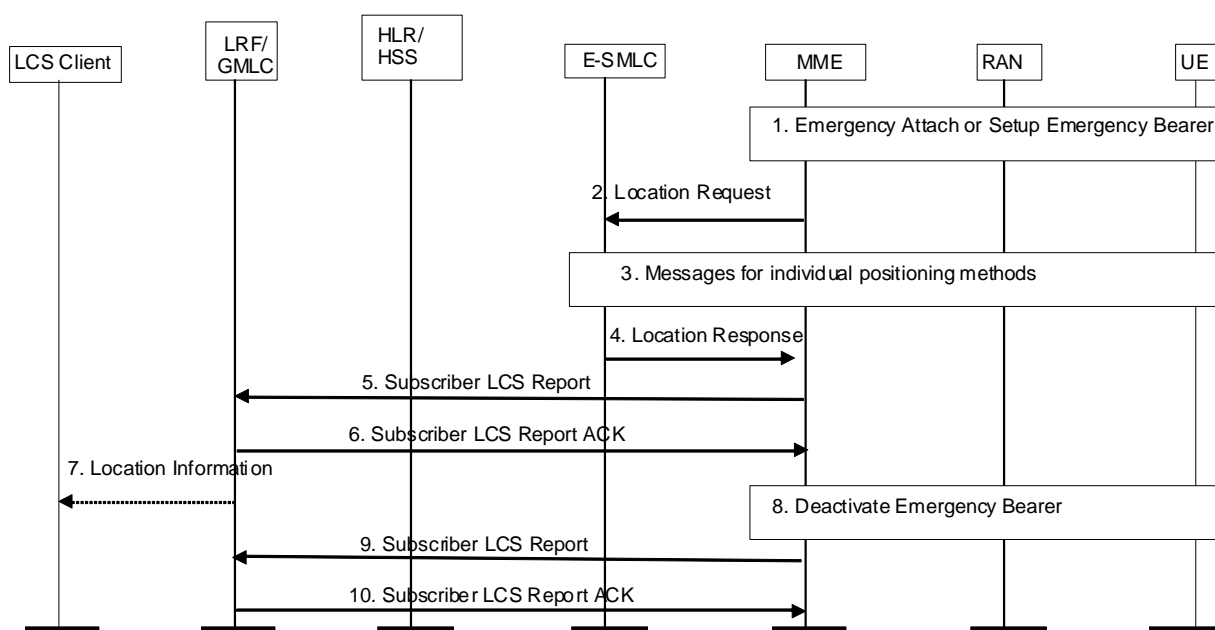 LCS Client
LRF/
GMLC
HLR/
HSS
E-SMLC
MME
RAN
UE
1. Emergency Attach or Setup Emergency Bearer
2. Location Request
3. Messages for individual positioning methods
4. Location Response
5. Subscriber LCS Report
6. Subscriber LCS Report ACK
7. Location Information
8. Deactivate Emergency Bearer
9. Subscriber LCS Report
10. Subscriber LCS Report ACK